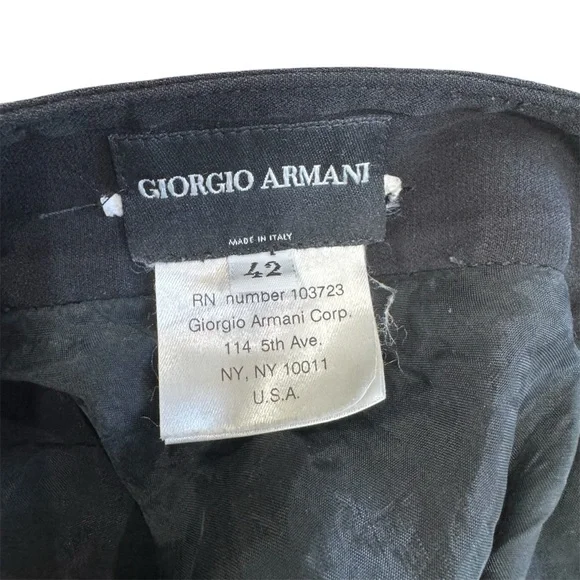 GIORGIO ARMANI
MADE IN ITALY
42
RN number 103723
Giorgio Armani Corp.
114 5th Ave.
NY, NY 10011
U.S.A.